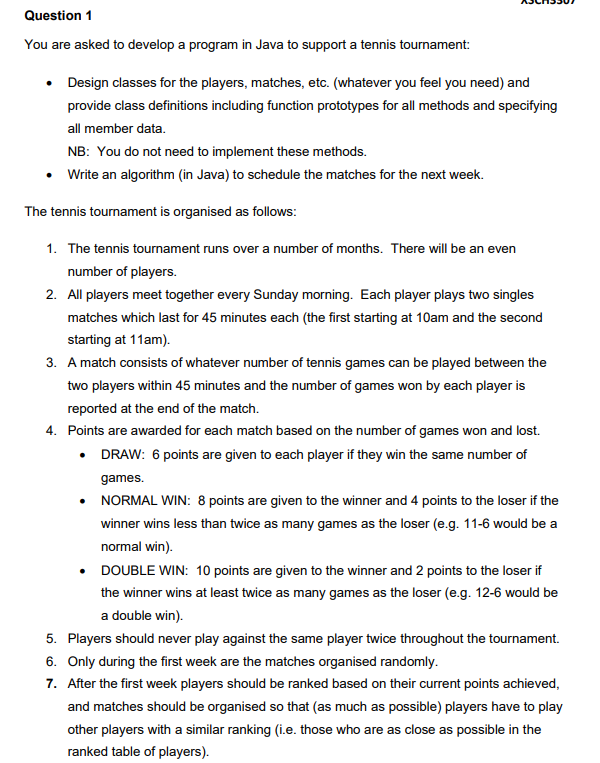 Question 1
You are asked to develop a program in Java to support a tennis tournament:
• Design classes for the players, matches, etc. (whatever you feel you need) and
provide class definitions including function prototypes for all methods and specifying
all member data.
NB: You do not need to implement these methods.
• Write an algorithm (in Java) to schedule the matches for the next week.
The tennis tournament is organised as follows:
1. The tennis tournament runs over a number of months. There will be an even
number of players.
2. All players meet together every Sunday morning. Each player plays two singles
matches which last for 45 minutes each (the first starting at 10am and the second
starting at 11am).
3. A match consists of whatever number of tennis games can be played between the
two players within 45 minutes and the number of games won by each player is
reported at the end of the match.
4. Points are awarded for each match based on the number of games won and lost.
• DRAW: 6 points are given to each player if they win the same number of
games.
• NORMAL WIN: 8 points are given to the winner and 4 points to the loser if the
winner wins less than twice as many games as the loser (e.g. 11-6 would be a
normal win).
• DOUBLE WIN: 10 points are given to the winner and 2 points to the loser if
the winner wins at least twice as many games as the loser (e.g. 12-6 would be
a double win).
5. Players should never play against the same player twice throughout the tournament.
6. Only during the first week are the matches organised randomly.
7. After the first week players should be ranked based on their current points achieved,
and matches should be organised so that (as much as possible) players have to play
other players with a similar ranking (i.e. those who are as close as possible in the
ranked table of players).